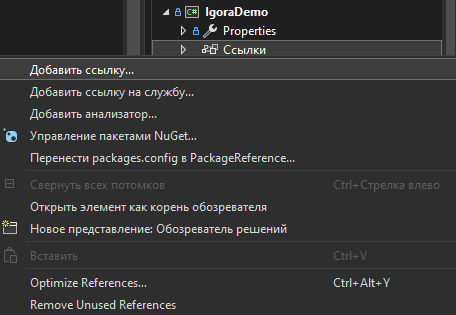 C# IgoraDemo
Properties
Ссылки
Добавить ссылку...
Добавить ссылку на службу...
Добавить анализатор...
Управление пакетами NuGet...
Перенести packages.config в PackageReference...
Свернуть всех потомков Ctrl+Стрелка влево
Открыть элемент как корень обозревателя
Новое представление: Обозреватель решений
Вставить Ctrl+V
Optimize References... Ctrl+Alt+Y
Remove Unused References